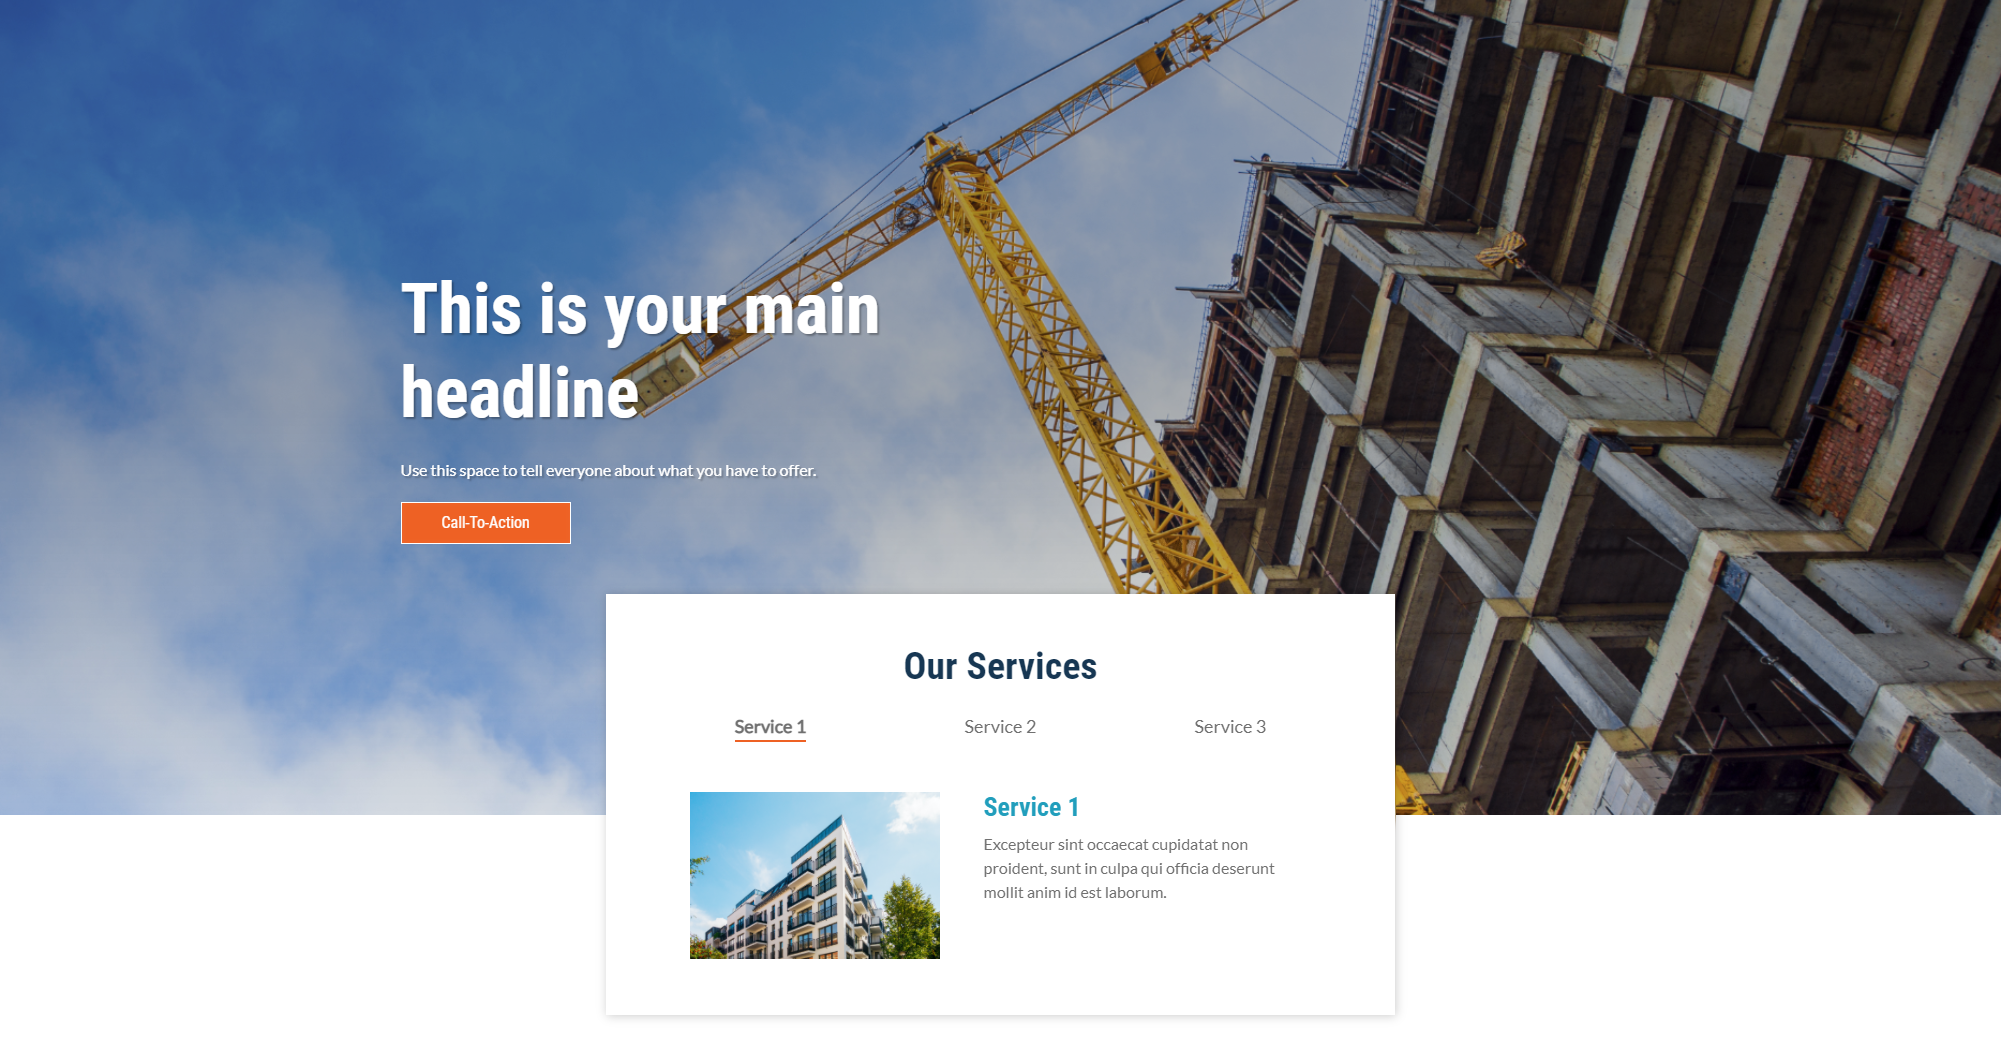 This is your main
headline
Use this space to tell everyone about what you have to offer.
Call-To-Action
Our Services
Service 1
Service 2
Service 3
Service 1
Excepteur sint occaecat cupidatat non
proident, sunt in culpa qui officia deserunt
mollit anim id est laborum.